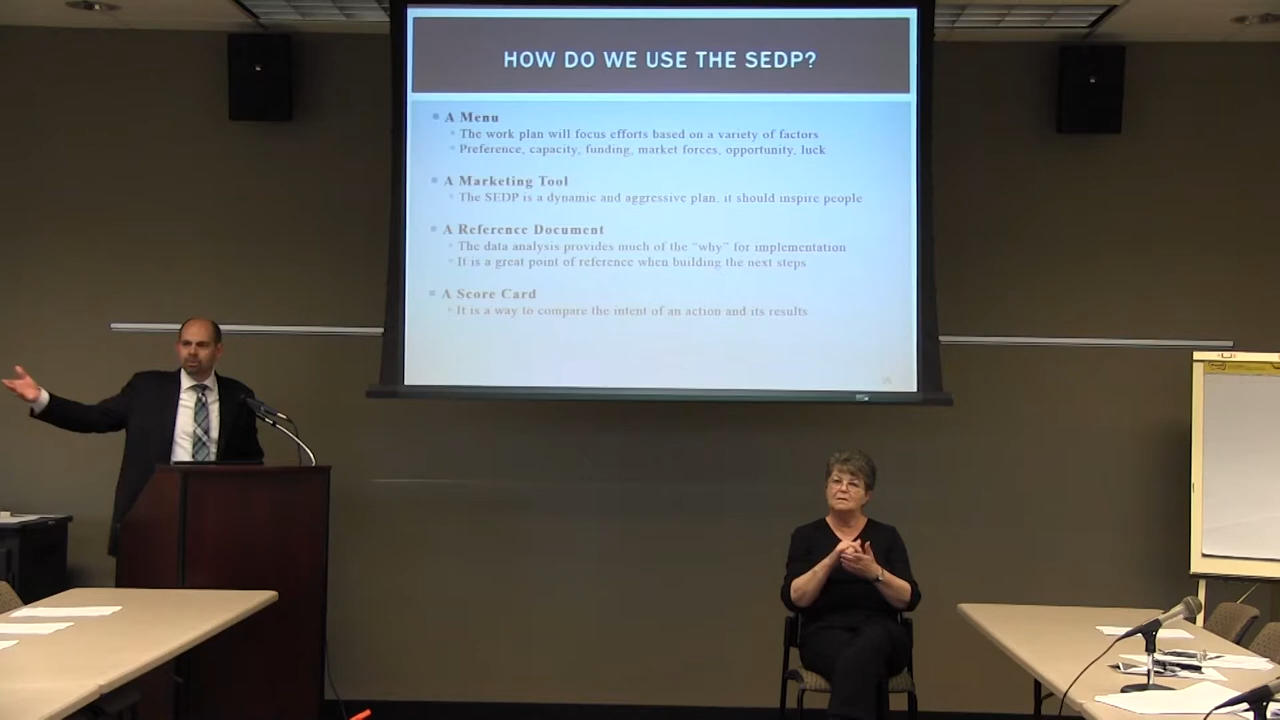 HOW DO WE USE THE SEDP?
A Menu
The work plan will focus efforts based on a variety of factors
Preference, capacity, funding, market forces, opportunity, luck
A Marketing Tool
The SEDP is a dynamic and aggressive plan, it should inspire people
A Reference Document
The data analysis provides much of the "why" for implementation
It is a great point of reference when building the next steps
A Score Card
It is a way to compare the intent of an action and its results